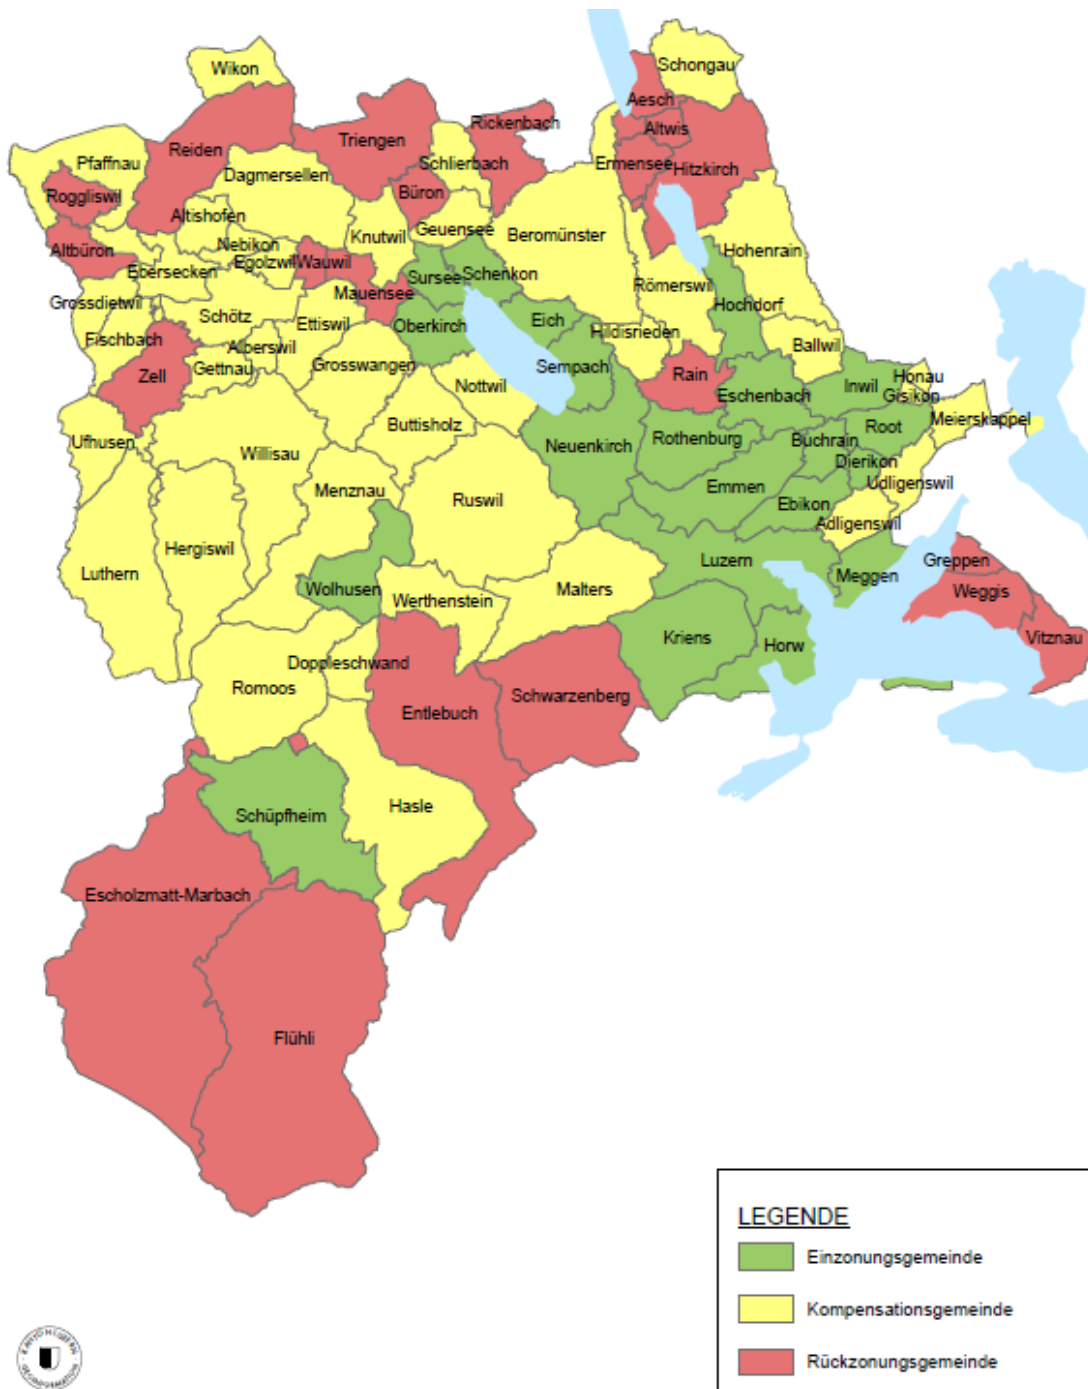 Schongau
Wikon
Aesch
Rickenbach
Altwis
Triengen
Reiden
Pfaffnau
Schlierbach
Ermensee
Hitzkirch
Dagmersellen
Roggliswil
Büron
Altishofen
Geuensee
Knutwil
Beromünster
Nebikon
Altbüron
Hohenrain
Egolzwil
Wauwil
Ebersecken
Schenkon
Sursee
Römerswil
Mauensee
Grossdietwil
Hochdorf
Schötz
Ettiswil
Eich
Oberkirch
Hildisrieden
Fischbach
Ballwil
Alberswil
Grosswangen
Sempach
Gettnau
Zell
Rain
Honau
Nottwil
Inwil
Eschenbach
Gisikon
Meierskappel
Buttisholz
Root
Ufhusen
Willisau
Neuenkirch
Rothenburg
Buchrain
Dierikon
Udligenswil
Menznau
Emmen
Ruswil
Ebikon
Adligenswil
Hergiswil
Luzern
Greppen
Luthern
Meggen
Wolhusen
Malters
Weggis
Werthenstein
Kriens
Vitznau
Horw
Doppleschwand
Romoos
Schwarzenberg
Entlebuch
Hasle
Schüpfheim
Escholzmatt-Marbach
Flühli
LEGENDE
Einzonungsgemeinde
Kompensationsgemeinde
Rückzonungsgemeinde
KANTON LUZERN
GEOINFORMATION